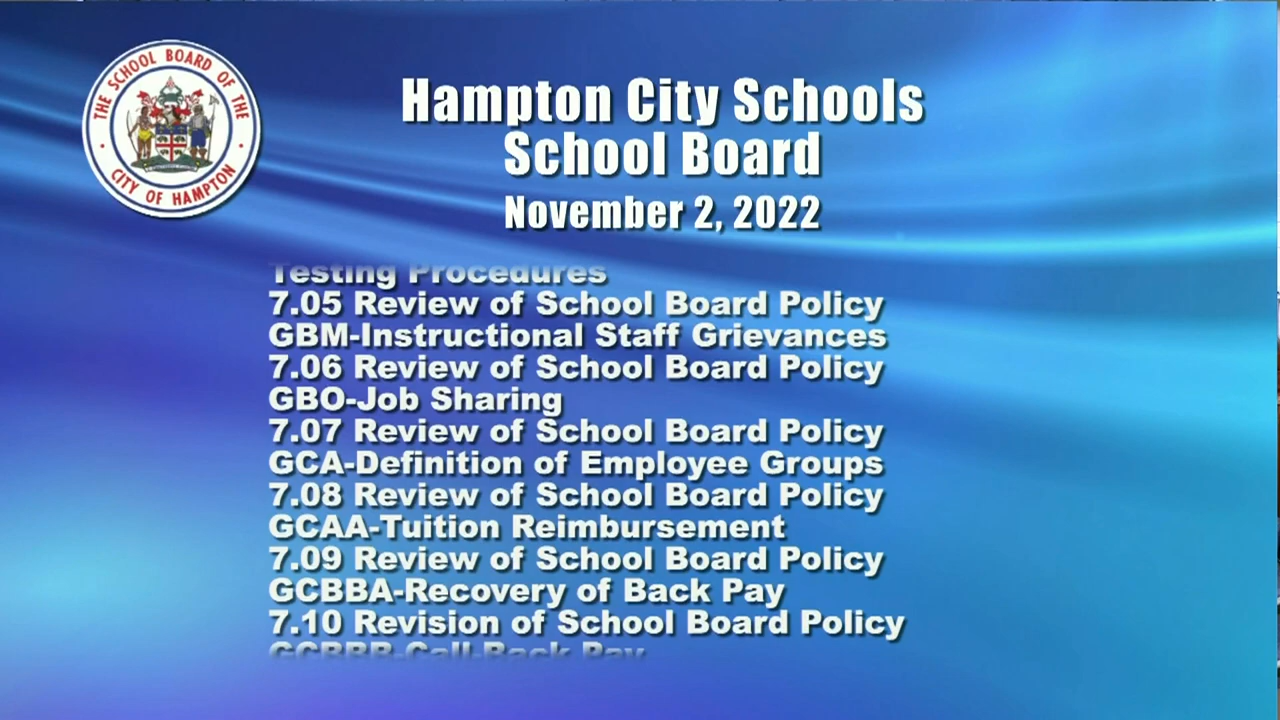 THE SCHOOL BOARD OF THE
CITY OF HAMPTON
Hampton City Schools
School Board
November 2, 2022
Testing Procedures
7.05 Review of School Board Policy
GBM-Instructional Staff Grievances
7.06 Review of School Board Policy
GBO-Job Sharing
7.07 Review of School Board Policy
GCA-Definition of Employee Groups
7.08 Review of School Board Policy
GCAA-Tuition Reimbursement
7.09 Review of School Board Policy
GCBBA-Recovery of Back Pay
7.10 Revision of School Board Policy
GCBBB-Call-Back Pay